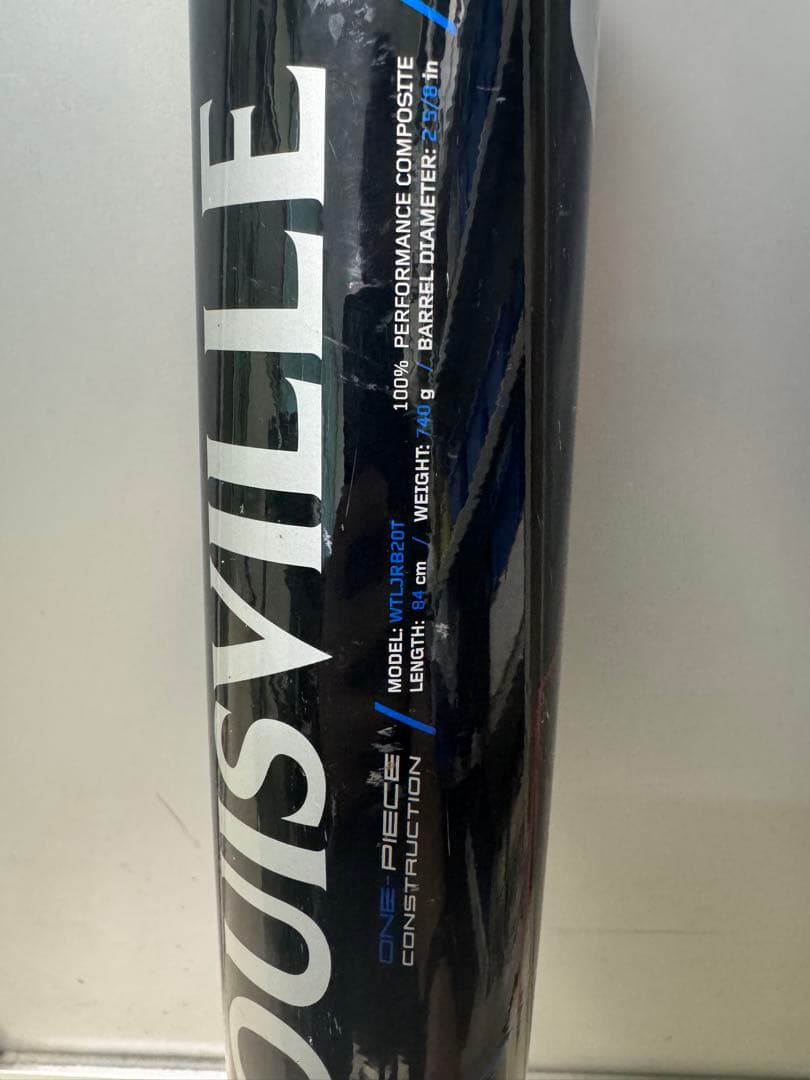 OUISVILLE
ONE-PIECE
CONSTRUCTION
MODEL: WTLJRB20T
100% PERFORMANCE COMPOSITE
LENGTH: 84 cm / WEIGHT: 740 g / BARREL DIAMETER: 2 5/8 in